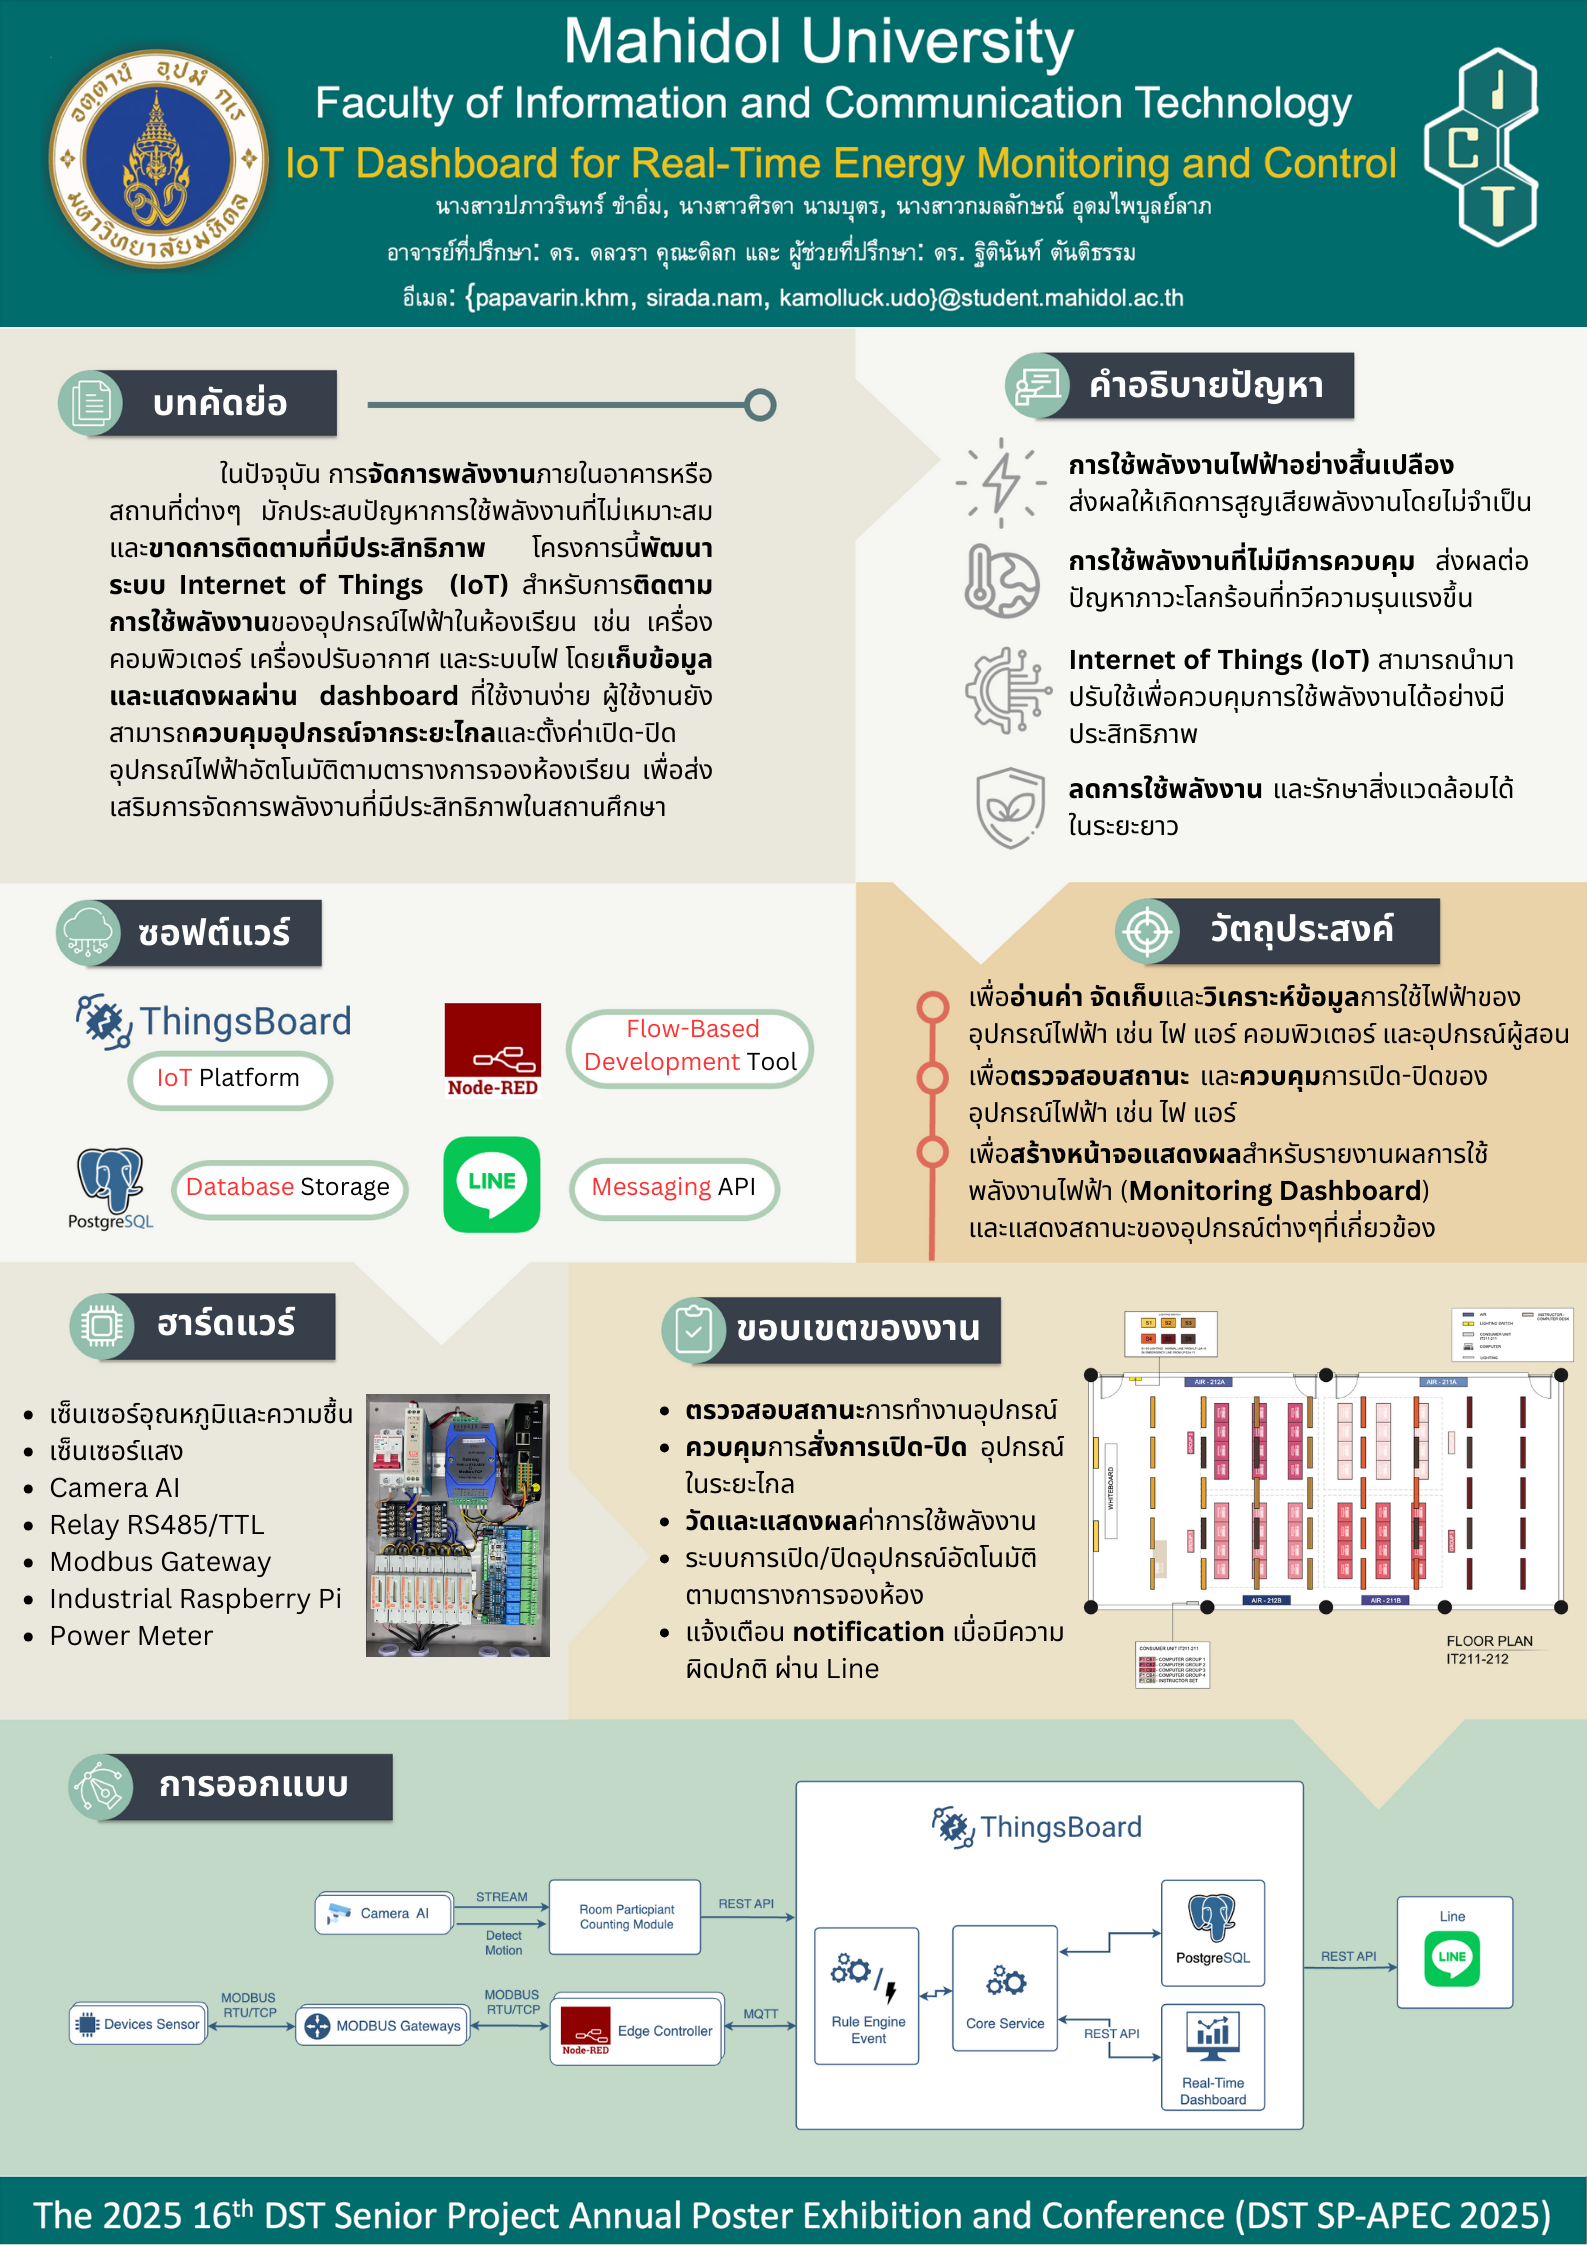 Mahidol University
Faculty of Information and Communication Technology
IoT Dashboard for Real-Time Energy Monitoring and Control
นางสาวปภาวรินทร์ ขำอิ่ม, นางสาวศิรดา นามบุตร, นางสาวกมลลักษณ์ อุดมไพบูลย์ลาภ
อาจารย์ที่ปรึกษา: ดร. ดลวรา คุณะดิลก และ ผู้ช่วยที่ปรึกษา: ดร. ฐิตินันท์ ตันติธรรม
อีเมล: {papavarin.khm, sirada.nam, kamolluck.udo}@student.mahidol.ac.th
อตฺตานํ อุปมํ กเร
มหาวิทยาลัยมหิดล
I
C
T
บทคัดย่อ
ในปัจจุบัน การจัดการพลังงานภายในอาคารหรือ
สถานที่ต่างๆ มักประสบปัญหาการใช้พลังงานที่ไม่เหมาะสม
และขาดการติดตามที่มีประสิทธิภาพ โครงการนี้พัฒนา
ระบบ Internet of Things (IoT) สำหรับการติดตาม
การใช้พลังงานของอุปกรณ์ไฟฟ้าในห้องเรียน เช่น เครื่อง
คอมพิวเตอร์ เครื่องปรับอากาศ และระบบไฟ โดยเก็บข้อมูล
และแสดงผลผ่าน dashboard ที่ใช้งานง่าย ผู้ใช้งานยัง
สามารถควบคุมอุปกรณ์จากระยะไกลและตั้งค่าเปิด-ปิด
อุปกรณ์ไฟฟ้าอัตโนมัติตามตารางการจองห้องเรียน เพื่อส่ง
เสริมการจัดการพลังงานที่มีประสิทธิภาพในสถานศึกษา
คำอธิบายปัญหา
การใช้พลังงานไฟฟ้าอย่างสิ้นเปลือง
ส่งผลให้เกิดการสูญเสียพลังงานโดยไม่จำเป็น
การใช้พลังงานที่ไม่มีการควบคุม ส่งผลต่อ
ปัญหาภาวะโลกร้อนที่ทวีความรุนแรงขึ้น
Internet of Things (IoT) สามารถนำมา
ปรับใช้เพื่อควบคุมการใช้พลังงานได้อย่างมี
ประสิทธิภาพ
ลดการใช้พลังงาน และรักษาสิ่งแวดล้อมได้
ในระยะยาว
ซอฟต์แวร์
ThingsBoard
IoT Platform
Node-RED
Flow-Based
Development Tool
PostgreSQL
Database Storage
LINE
Messaging API
วัตถุประสงค์
เพื่ออ่านค่า จัดเก็บและวิเคราะห์ข้อมูลการใช้ไฟฟ้าของ
อุปกรณ์ไฟฟ้า เช่น ไฟ แอร์ คอมพิวเตอร์ และอุปกรณ์ผู้สอน
เพื่อตรวจสอบสถานะ และควบคุมการเปิด-ปิดของ
อุปกรณ์ไฟฟ้า เช่น ไฟ แอร์
เพื่อสร้างหน้าจอแสดงผลสำหรับรายงานผลการใช้
พลังงานไฟฟ้า (Monitoring Dashboard)
และแสดงสถานะของอุปกรณ์ต่างๆที่เกี่ยวข้อง
ฮาร์ดแวร์
• เซ็นเซอร์อุณหภูมิและความชื้น
• เซ็นเซอร์แสง
• Camera AI
• Relay RS485/TTL
• Modbus Gateway
• Industrial Raspberry Pi
• Power Meter
ขอบเขตของงาน
• ตรวจสอบสถานะการทำงานอุปกรณ์
• ควบคุมการสั่งการเปิด-ปิด อุปกรณ์
ในระยะไกล
• วัดและแสดงผลค่าการใช้พลังงาน
• ระบบการเปิด/ปิดอุปกรณ์อัตโนมัติ
ตามตารางการจองห้อง
• แจ้งเตือน notification เมื่อมีความ
ผิดปกติ ผ่าน Line
S1 S2 S3
S4
AIR
LIGHTING SWITCH
CONSUMER UNIT
IT211-211
COMPUTER
LIGHTING
INSTRUCTOR -
COMPUTER DESK
AIR - 212A
AIR - 211A
WHITEBOARD
AIR - 212B
AIR - 211B
CONSUMER UNIT IT211-211
COMPUTER GROUP 1
COMPUTER GROUP 2
COMPUTER GROUP 3
COMPUTER GROUP 4
INSTRUCTOR SET
FLOOR PLAN
IT211-212
การออกแบบ
ThingsBoard
Camera AI
STREAM
Detect
Motion
Room Particpiant
Counting Module
REST API
Devices Sensor
MODBUS
RTU/TCP
MODBUS Gateways
MODBUS
RTU/TCP
Node-RED
Edge Controller
MQTT
Rule Engine
Event
Core Service
PostgreSQL
REST API
Real-Time
Dashboard
REST API
Line
LINE
The 2025 16th DST Senior Project Annual Poster Exhibition and Conference (DST SP-APEC 2025)